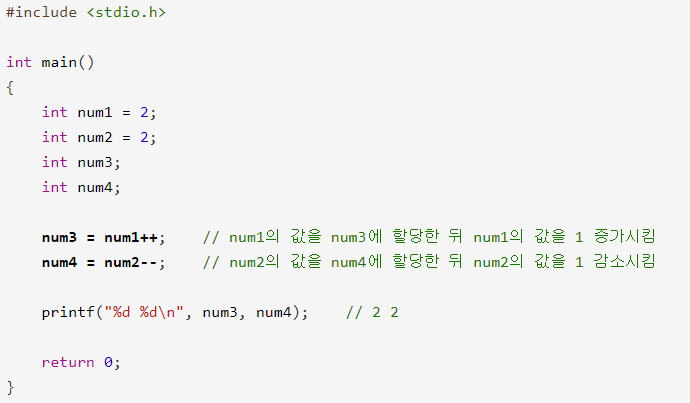 #include <stdio.h>
int main()
{
int num1 = 2;
int num2 = 2;
int num3;
int num4;
num3 = num1++;    // num1의 값을 num3에 할당한 뒤 num1의 값을 1 증가시킴
num4 = num2--;    // num2의 값을 num4에 할당한 뒤 num2의 값을 1 감소시킴
printf("%d %d\n", num3, num4);    // 2 2
return 0;
}